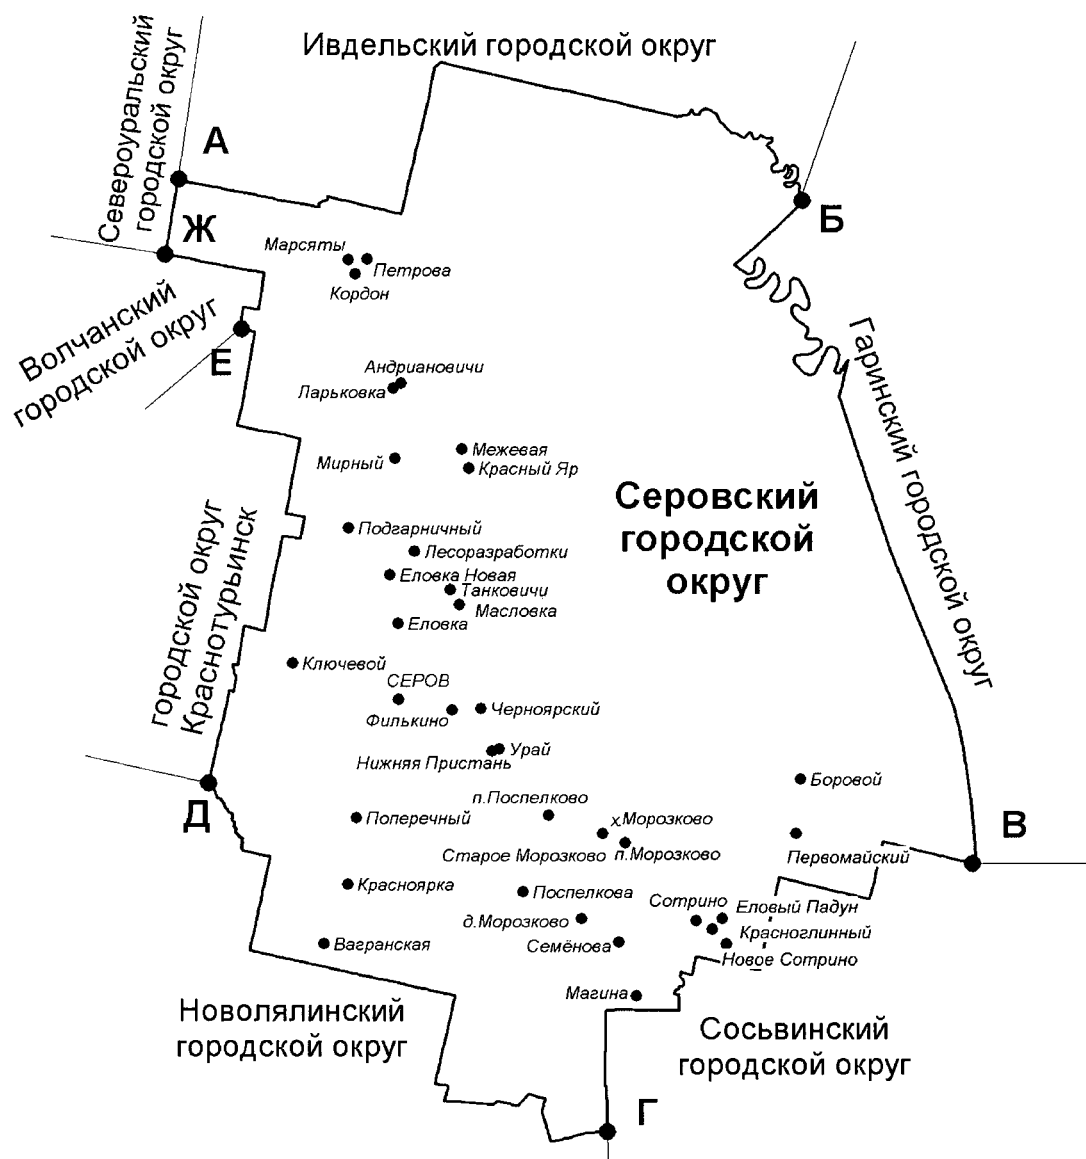 Ивдельский городской округ
Североуральский
городской округ
А
Ж
Б
Марсяты
Петрова
Кордон
Волчанский
городской округ
Е
Гаринский городской округ
Андриановичи
Ларьковка
Межевая
Мирный
Красный Яр
Серовский
городской
округ
городской округ
Краснотурьинск
Подгарничный
Лесоразработки
Еловка Новая
Танковичи
Масловка
Еловка
Ключевой
СЕРОВ
Филькино
Черноярский
Урай
Нижняя Пристань
Д
Боровой
п.Поспелково
Поперечный
х.Морозково
В
Старое Морозково
п.Морозково
Первомайский
Красноярка
Поспелкова
Сотрино
Еловый Падун
д.Морозково
Красноглинный
Вагранская
Семёнова
Новое Сотрино
Магина
Новолялинский
городской округ
Сосьвинский
городской округ
Г